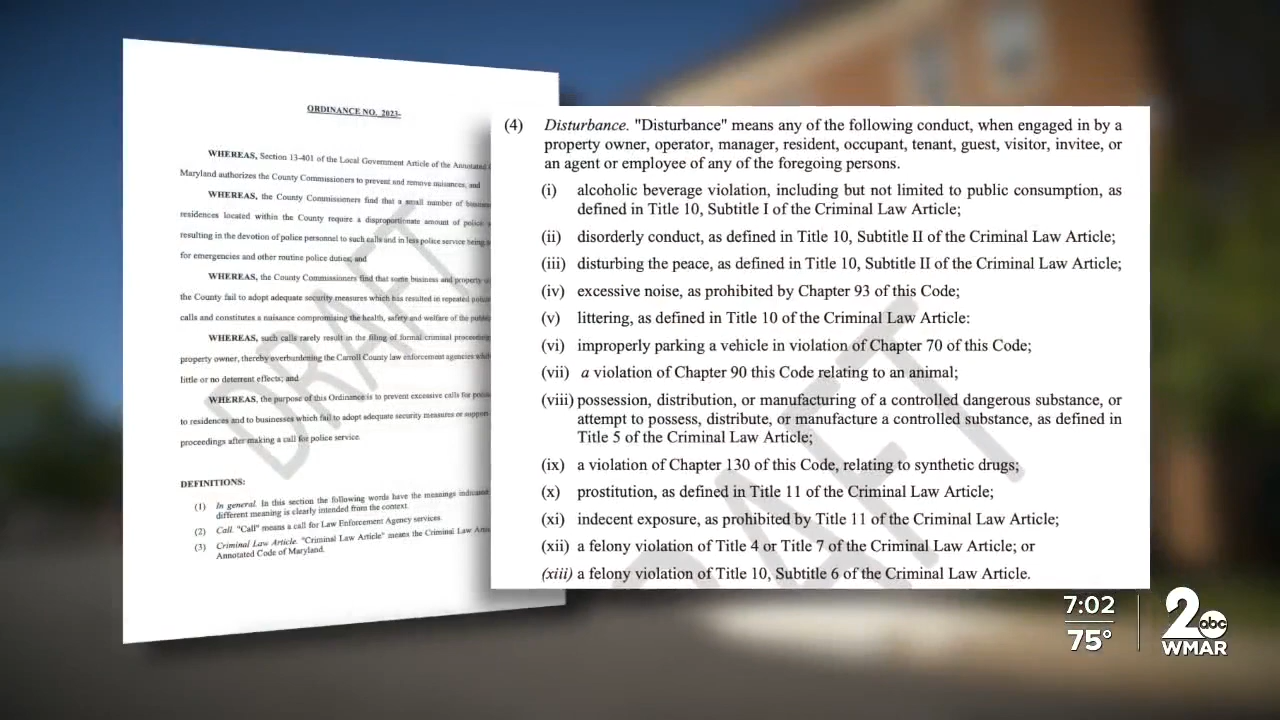 ORDINANCE NO. 2023-
WHEREAS, Section 13-401 of the Local Government Article of the Annotated
Maryland authorizes the County Commissioners to prevent and remove nuisances, and
WHEREAS, the County Commissioners find that a small number of
residences located within the County require a disproportionate amount of police
resulting in the devotion of police personnel to such calls and in less police service being
for emergencies and other routine police duties; and
WHEREAS, the County Commissioners find that some business and property
the County fail to adopt adequate security measures which has resulted in repeated
calls and constitutes a nuisance compromising the health, safety and welfare of the
WHEREAS, such calls rarely result in the filing of formal criminal
property owner, thereby overburdening the Carroll County law enforcement agencies
little or no deterrent effects; and
WHEREAS, the purpose of this Ordinance is to prevent excessive calls for
to residences and to businesses which fail to adopt adequate security measures or support
proceedings after making a call for police service.
DEFINITIONS:
(1) In general. In this section the following words have the meanings indicated
different meaning is clearly intended from the context.
(2) Call. "Call" means a call for Law Enforcement Agency services.
(3) Criminal Law Article. "Criminal Law Article" means the Criminal Law
Annotated Code of Maryland.
DRAFT
(4) Disturbance. "Disturbance" means any of the following conduct, when engaged in by a
property owner, operator, manager, resident, occupant, tenant, guest, visitor, invitee, or
an agent or employee of any of the foregoing persons.
(i) alcoholic beverage violation, including but not limited to public consumption, as
defined in Title 10, Subtitle I of the Criminal Law Article;
(ii) disorderly conduct, as defined in Title 10, Subtitle II of the Criminal Law Article;
(iii) disturbing the peace, as defined in Title 10, Subtitle II of the Criminal Law Article;
(iv) excessive noise, as prohibited by Chapter 93 of this Code;
(v) littering, as defined in Title 10 of the Criminal Law Article:
(vi) improperly parking a vehicle in violation of Chapter 70 of this Code;
(vii) a violation of Chapter 90 this Code relating to an animal;
(viii) possession, distribution, or manufacturing of a controlled dangerous substance, or
attempt to possess, distribute, or manufacture a controlled substance, as defined in
Title 5 of the Criminal Law Article;
(ix) a violation of Chapter 130 of this Code, relating to synthetic drugs;
(x) prostitution, as defined in Title 11 of the Criminal Law Article;
(xi) indecent exposure, as prohibited by Title 11 of the Criminal Law Article;
(xii) a felony violation of Title 4 or Title 7 of the Criminal Law Article; or
(xiii) a felony violation of Title 10, Subtitle 6 of the Criminal Law Article.
7:02
75°
2 abc
WMAR